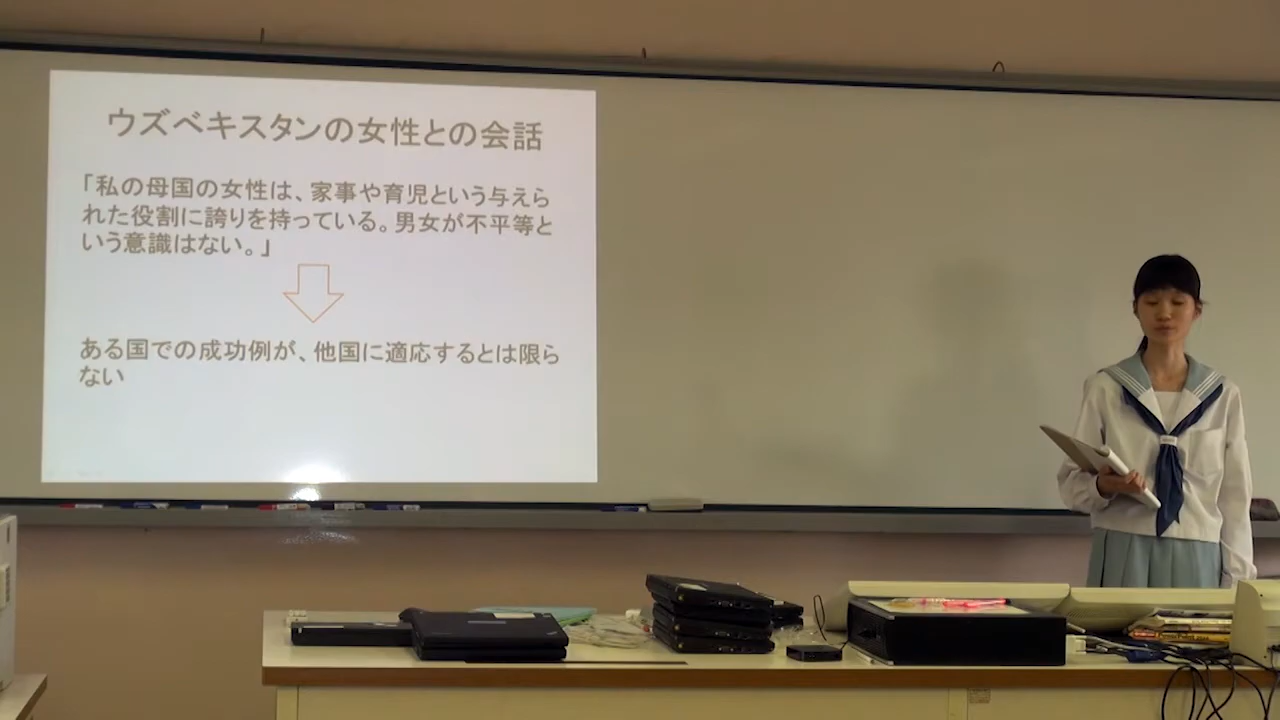 ウズベキスタンの女性との会話
「私の母国の女性は、家事や育児という与えら
れた役割に誇りを持っている。男女が不平等と
いう意識はない。」
ある国での成功例が、他国に適応するとは限ら
ない